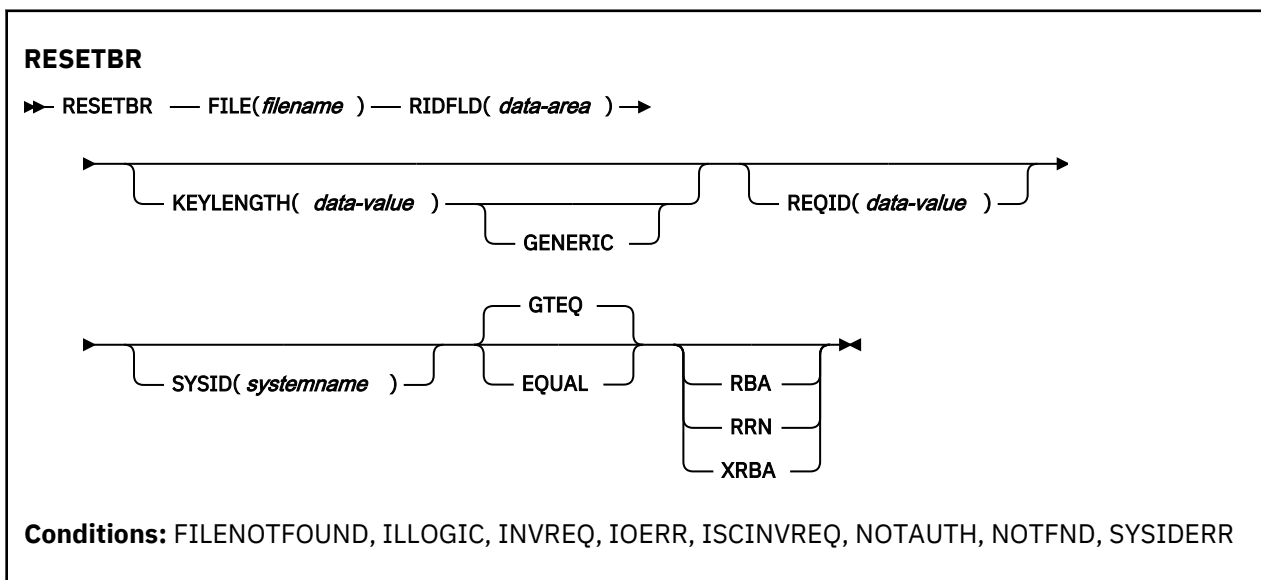 RESETBR
RESETBR FILE(filename ) RIDFLD( data-area )
KEYLENGTH( data-value ) REQID( data-value )
GENERIC
GTEQ
SYSID( systemname ) EQUAL RBA
RRN
XRBA
Conditions: FILENOTFOUND, ILLOGIC, INVREQ, IOERR, ISCINVREQ, NOTAUTH, NOTFND, SYSIDERR